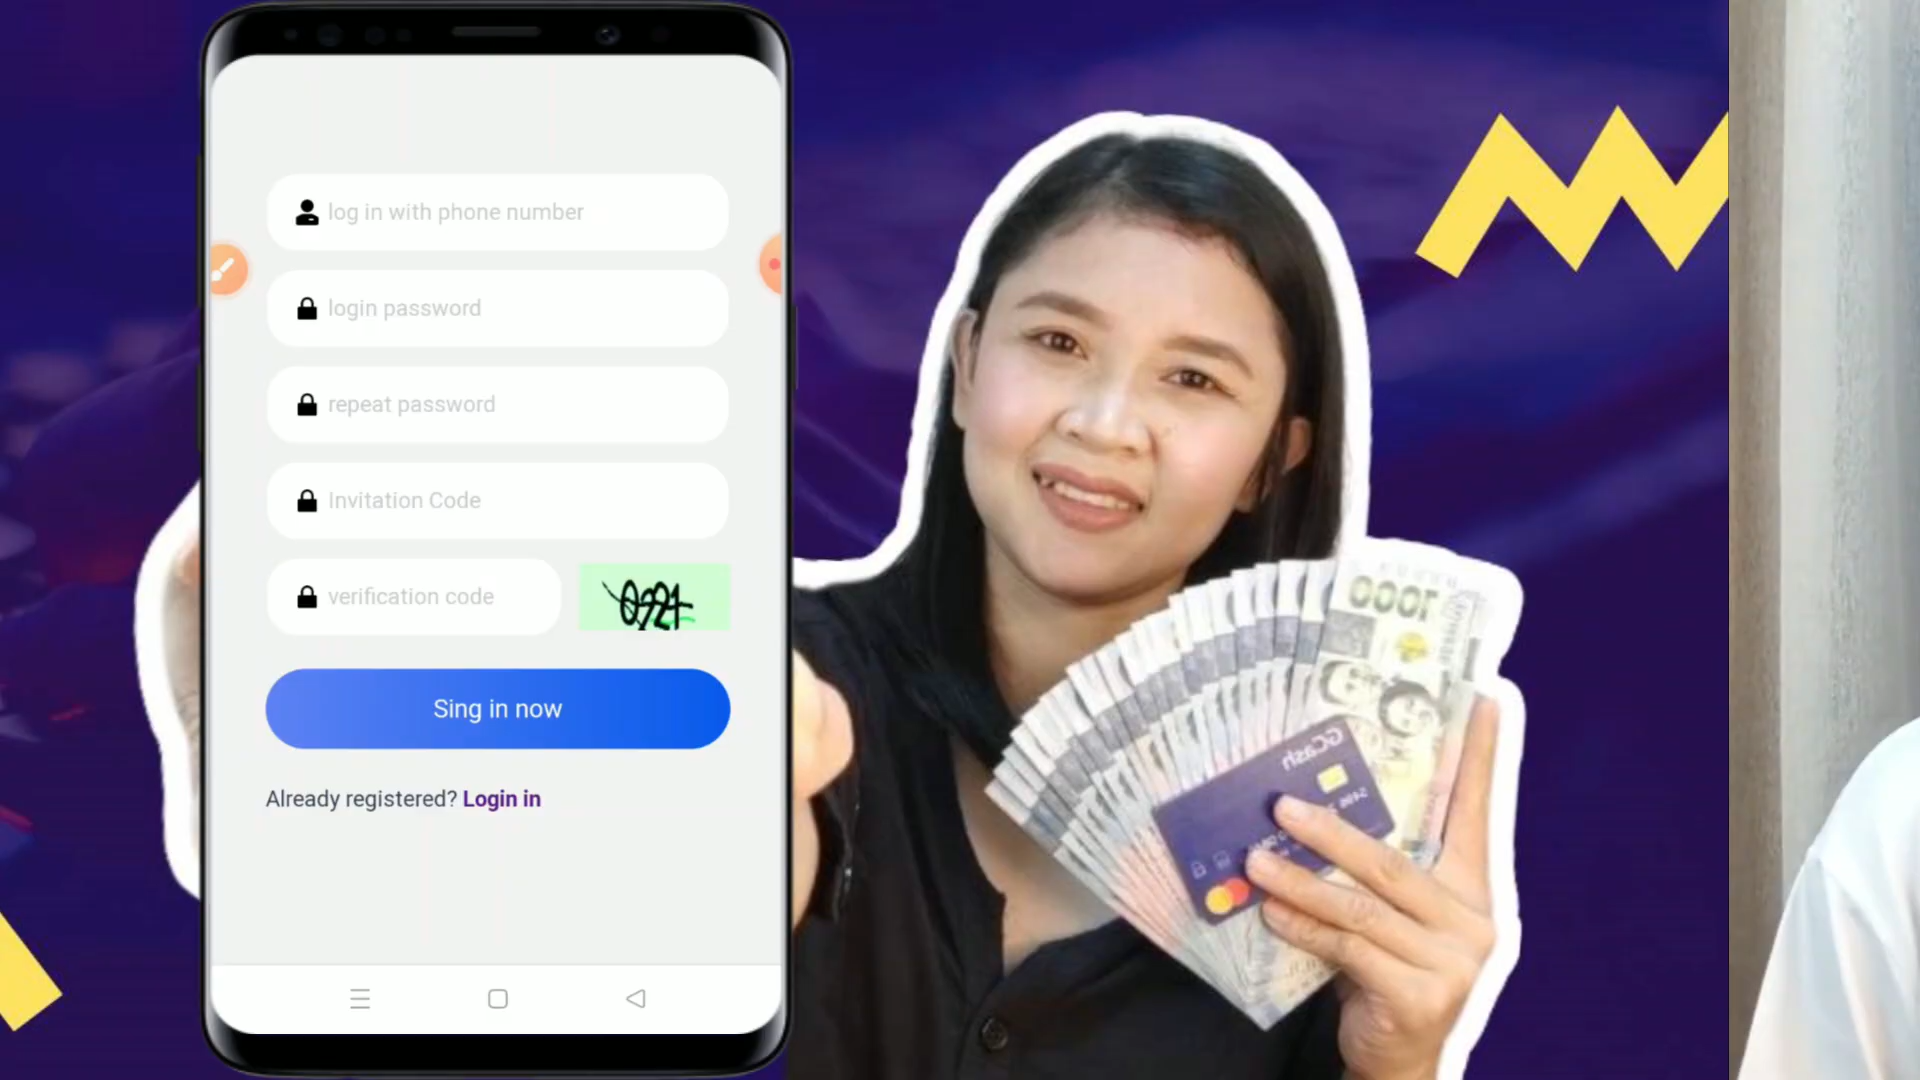 log in with phone number
login password
repeat password
Invitation Code
verification code
Sing in now
Already registered? Login in
1000
GCash